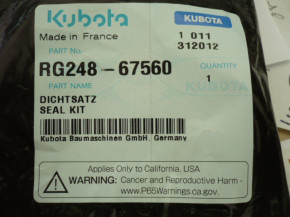 Kubota KUBOTA
Made in France 1 011
312012
PART No.
RG248-67560 QUANTITY
PART NAME 1
DICHTSATZ
SEAL KIT
Kubota Baumaschinen GmbH. Germany
Applies Only to California, USA
WARNING: Cancer and Reproductive Harm -
www.P65Warnings.ca.gov.